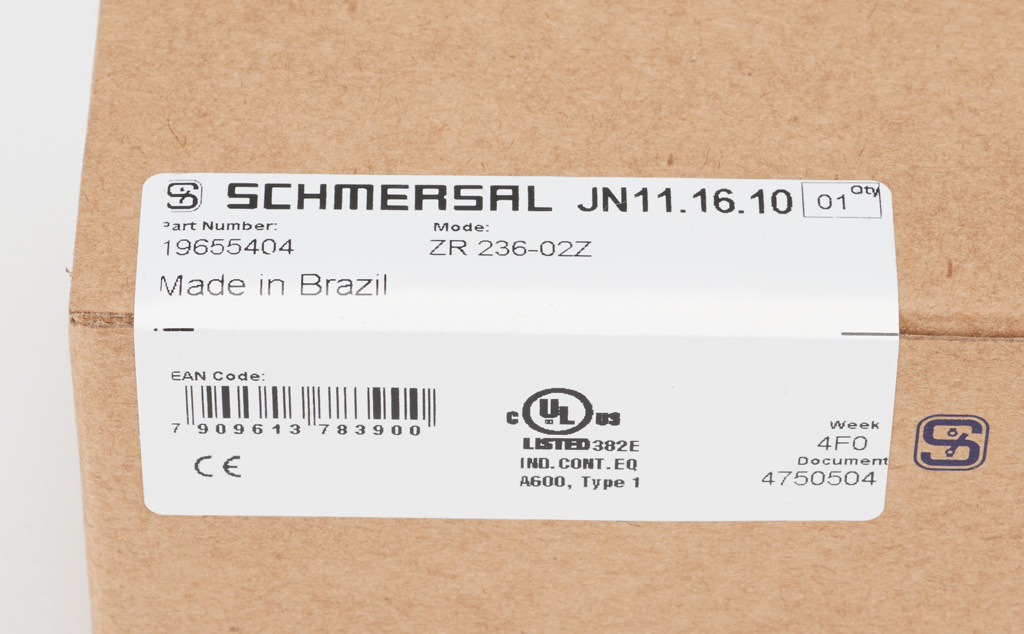 SCHMERSAL JN11.16.10 01 Qty
Part Number: Mode:
19655404 ZR 236-02Z
Made in Brazil
EAN Code:
7 909613 783900
CE
C UL US
LISTED 382E
IND.CONT.EQ
A600, Type 1
Week
4F0
Document
4750504